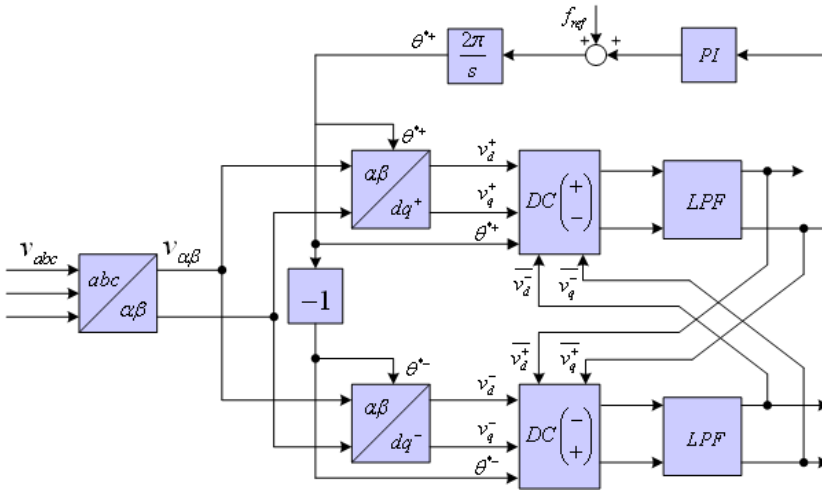 θ*+
2π
s
f_ref
+
+
PI
θ*+
αβ
dq⁺
v_d⁺
v_q⁺
θ*+
DC(+ −)
LPF
v_abc
abc
αβ
v_αβ
−1
v̄_d⁻
v̄_q⁻
v̄_d⁺
v̄_q⁺
θ*−
αβ
dq⁻
v_d⁻
v_q⁻
θ*−
DC(− +)
LPF